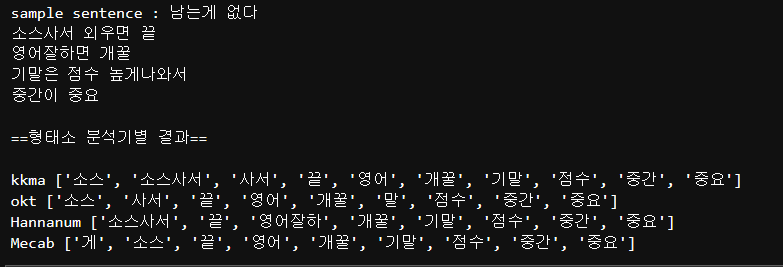 sample sentence : 남는게 없다
소스사서 외우면 끝
영어잘하면 개꿀
기말은 점수 높게나와서
중간이 중요
==형태소 분석기별 결과==
kkma ['소스', '소스사서', '사서', '끝', '영어', '개꿀', '기말', '점수', '중간', '중요']
okt ['소스', '사서', '끝', '영어', '개꿀', '말', '점수', '중간', '중요']
Hannanum ['소스사서', '끝', '영어잘하', '개꿀', '기말', '점수', '중간', '중요']
Mecab ['게', '소스', '끝', '영어', '개꿀', '기말', '점수', '중간', '중요']